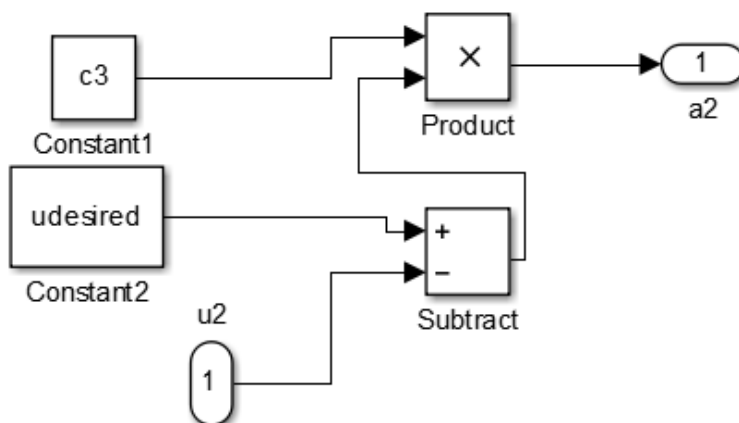 c3
×
1
Constant1
Product
a2
udesired
+
−
Constant2
Subtract
u2
1